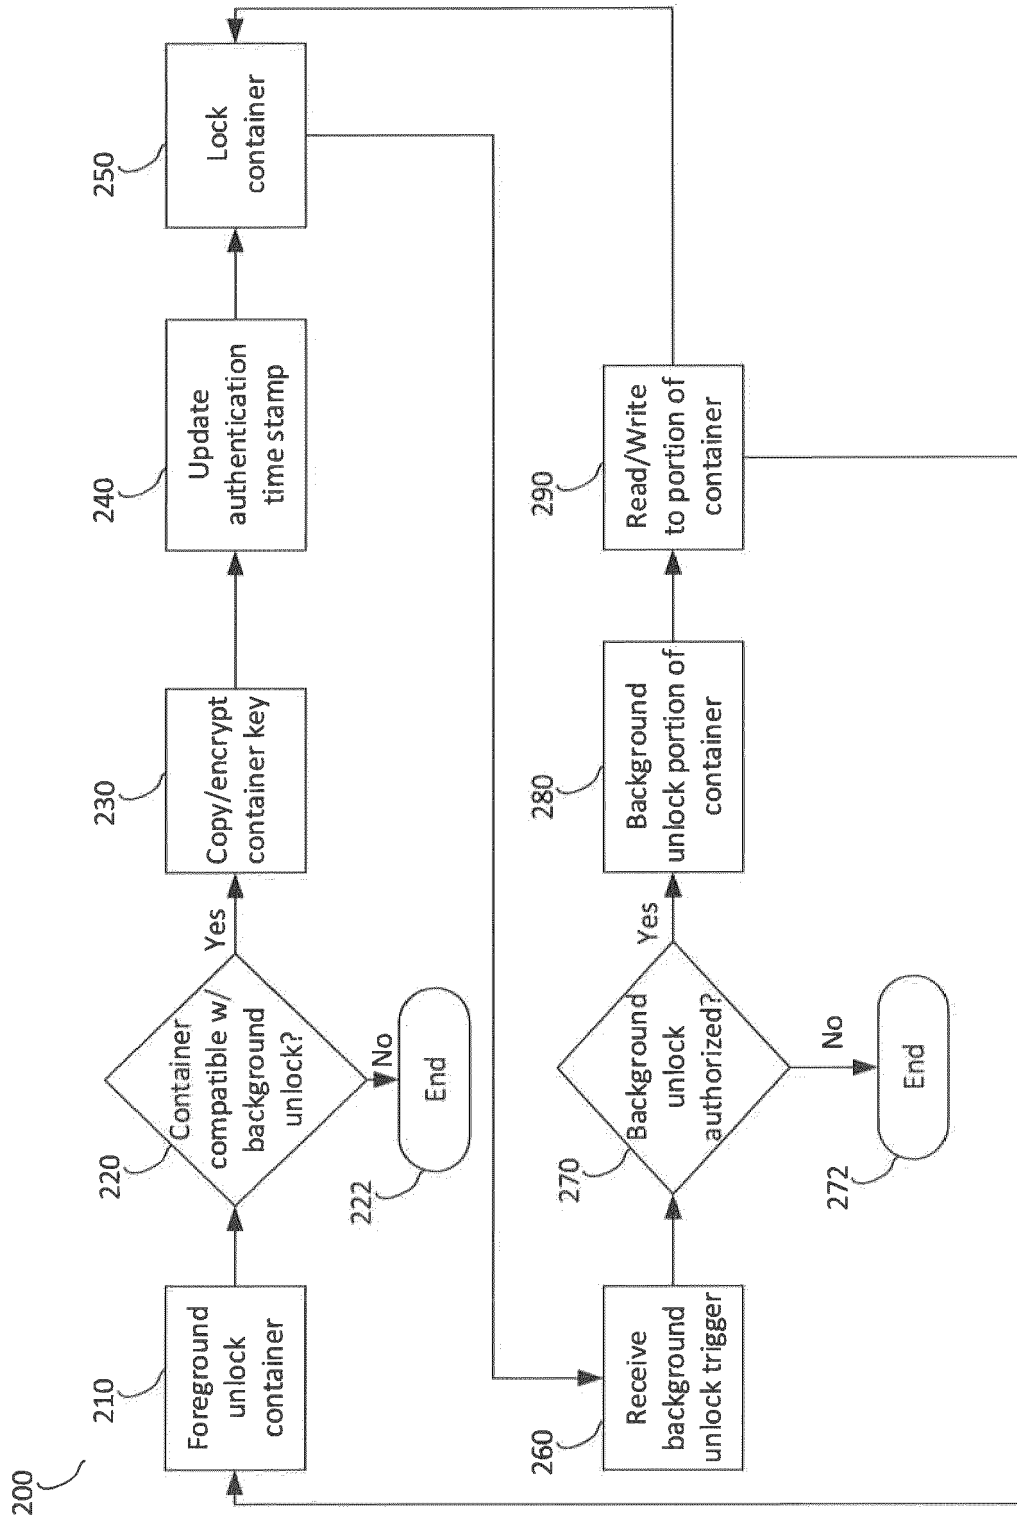 200
210
Foreground
unlock
container
220
Container
compatible w/
background
unlock?
Yes
No
222
End
230
Copy/encrypt
container key
240
Update
authentication
time stamp
250
Lock
container
260
Receive
background
unlock trigger
270
Background
unlock
authorized?
Yes
No
272
End
280
Background
unlock portion of
container
290
Read/Write
to portion of
container